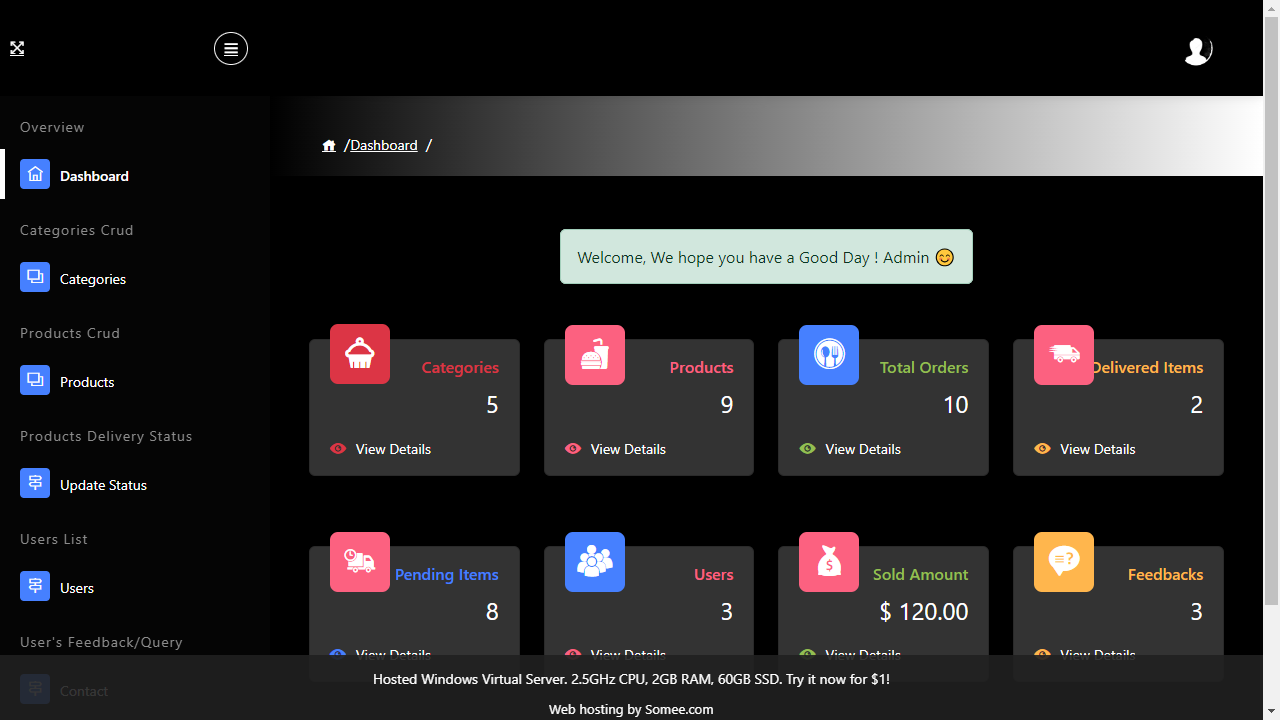 /Dashboard /
Overview
Dashboard
Categories Crud
Categories
Products Crud
Products
Products Delivery Status
Update Status
Users List
Users
User's Feedback/Query
Contact
Welcome, We hope you have a Good Day ! Admin 😊
Categories
5
View Details
Products
9
View Details
Total Orders
10
View Details
Delivered Items
2
View Details
Pending Items
8
View Details
Users
3
View Details
Sold Amount
$ 120.00
View Details
Feedbacks
3
View Details
Hosted Windows Virtual Server. 2.5GHz CPU, 2GB RAM, 60GB SSD. Try it now for $1!
Web hosting by Somee.com